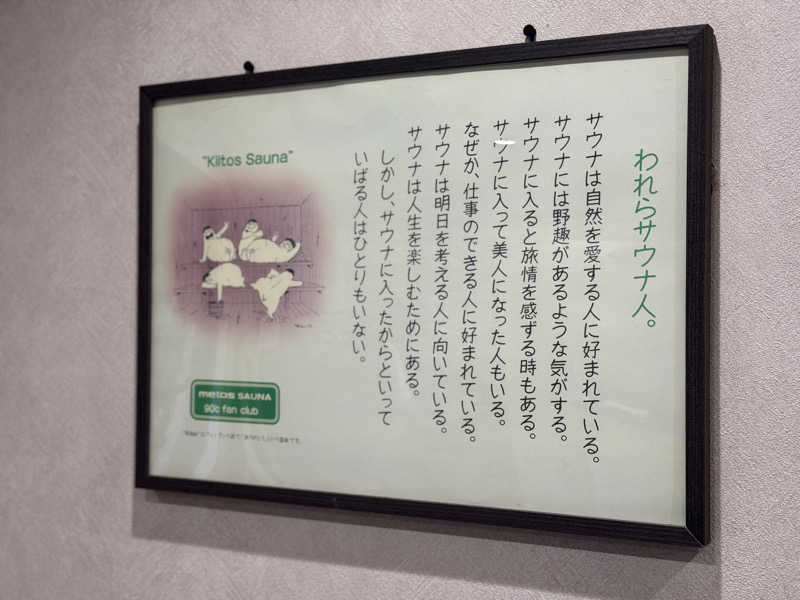 われらサウナ人。
サウナは自然を愛する人に好まれている。
サウナには野趣があるような気がする。
サウナに入ると旅情を感ずる時もある。
サウナに入って美人になった人もいる。
なぜか、仕事のできる人に好まれている。
サウナは明日を考える人に向いている。
サウナは人生を楽しむためにある。
しかし、サウナに入ったからといって
いばる人はひとりもいない。
"Kiitos Sauna"
metos SAUNA
90c fan club